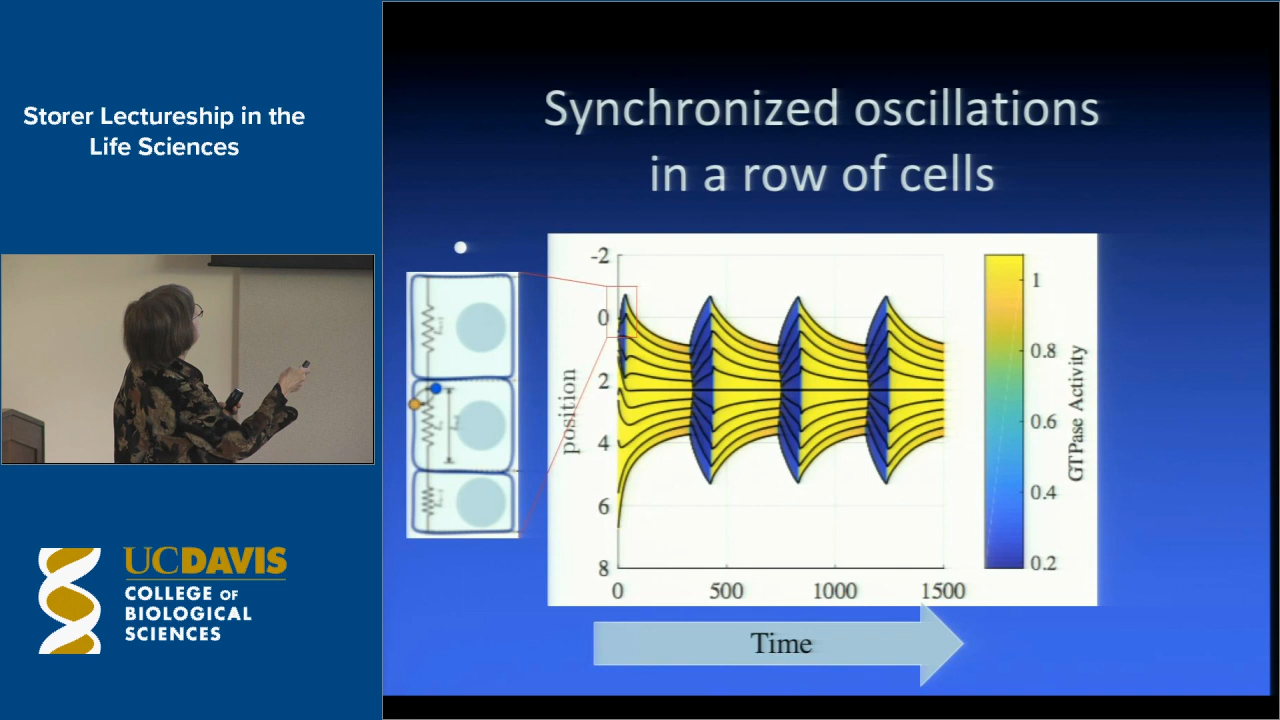 Storer Lectureship in the
Life Sciences
UCDAVIS
COLLEGE OF
BIOLOGICAL
SCIENCES
Synchronized oscillations
in a row of cells
-2
0
2
4
6
8
position
0 500 1000 1500
1
0.8
0.6
0.4
0.2
GTPase Activity
Time